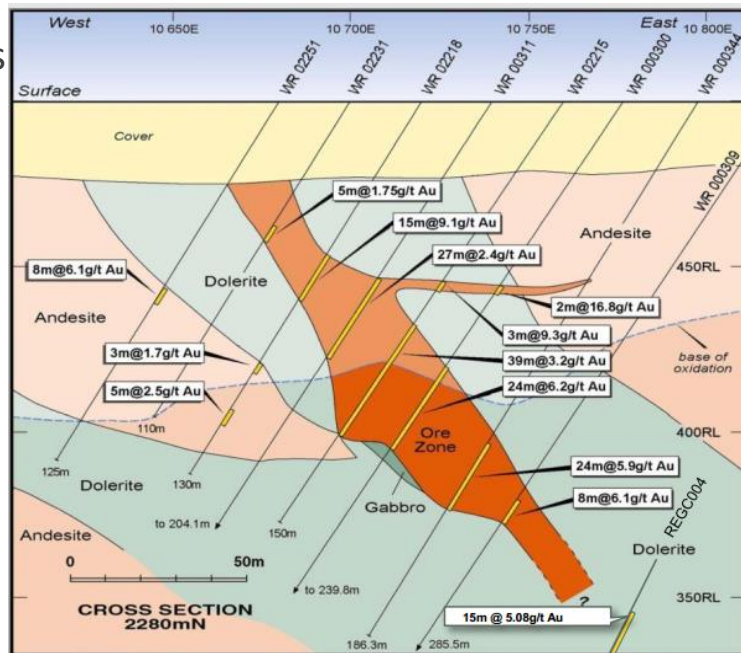 West
10 650E
10 700E
10 750E
East
10 800E
s
WR 02251
WR 02231
WR 02218
WR 00311
WR 02215
WR 000300
WR 000344
WR 000309
Surface
Cover
5m@1.75g/t Au
15m@9.1g/t Au
27m@2.4g/t Au
Andesite
8m@6.1g/t Au
Dolerite
450RL
2m@16.8g/t Au
Andesite
3m@9.3g/t Au
3m@1.7g/t Au
39m@3.2g/t Au
base of
oxidation
5m@2.5g/t Au
24m@6.2g/t Au
110m
Ore
Zone
400RL
125m
130m
24m@5.9g/t Au
Dolerite
8m@6.1g/t Au
Gabbro
to 204.1m
150m
REGC004
Andesite
Dolerite
0
50m
to 239.8m
?
350RL
CROSS SECTION
2280mN
15m @ 5.08g/t Au
186.3m
285.5m